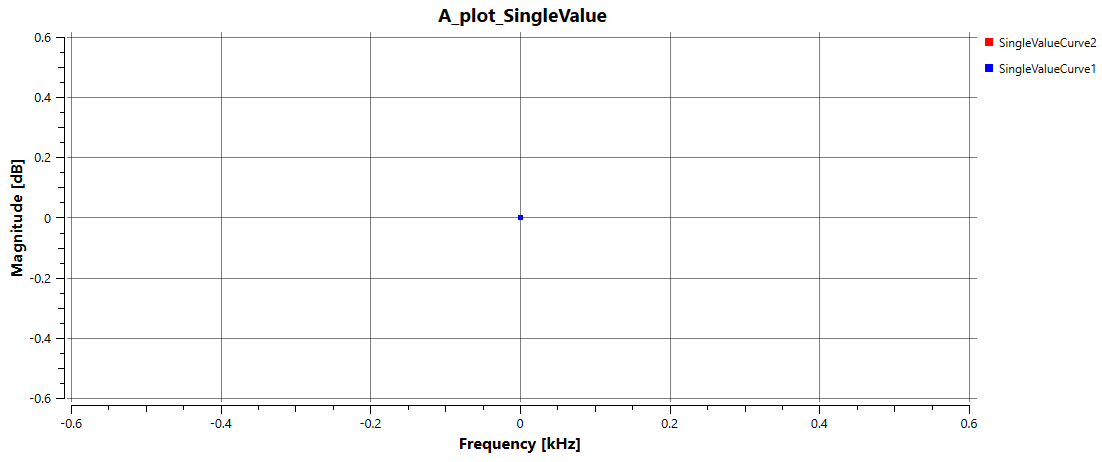 A_plot_SingleValue
SingleValueCurve2
SingleValueCurve1
Magnitude [dB]
0.6
0.4
0.2
0
-0.2
-0.4
-0.6
-0.6 -0.4 -0.2 0 0.2 0.4 0.6
Frequency [kHz]